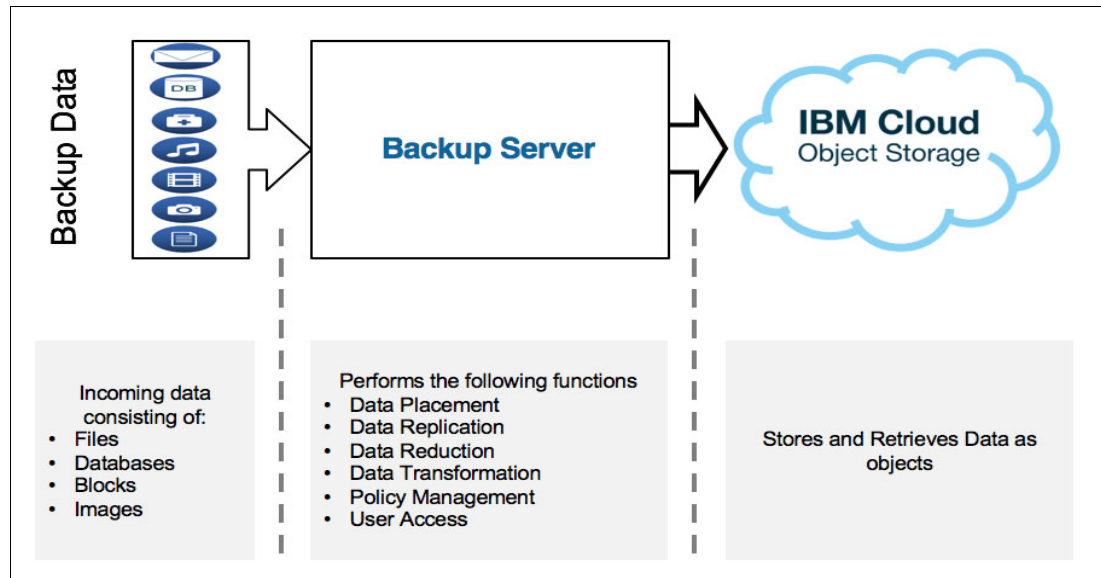 Backup Data
DB
Backup Server
IBM Cloud
Object Storage
Incoming data
consisting of:
• Files
• Databases
• Blocks
• Images
Performs the following functions
• Data Placement
• Data Replication
• Data Reduction
• Data Transformation
• Policy Management
• User Access
Stores and Retrieves Data as
objects